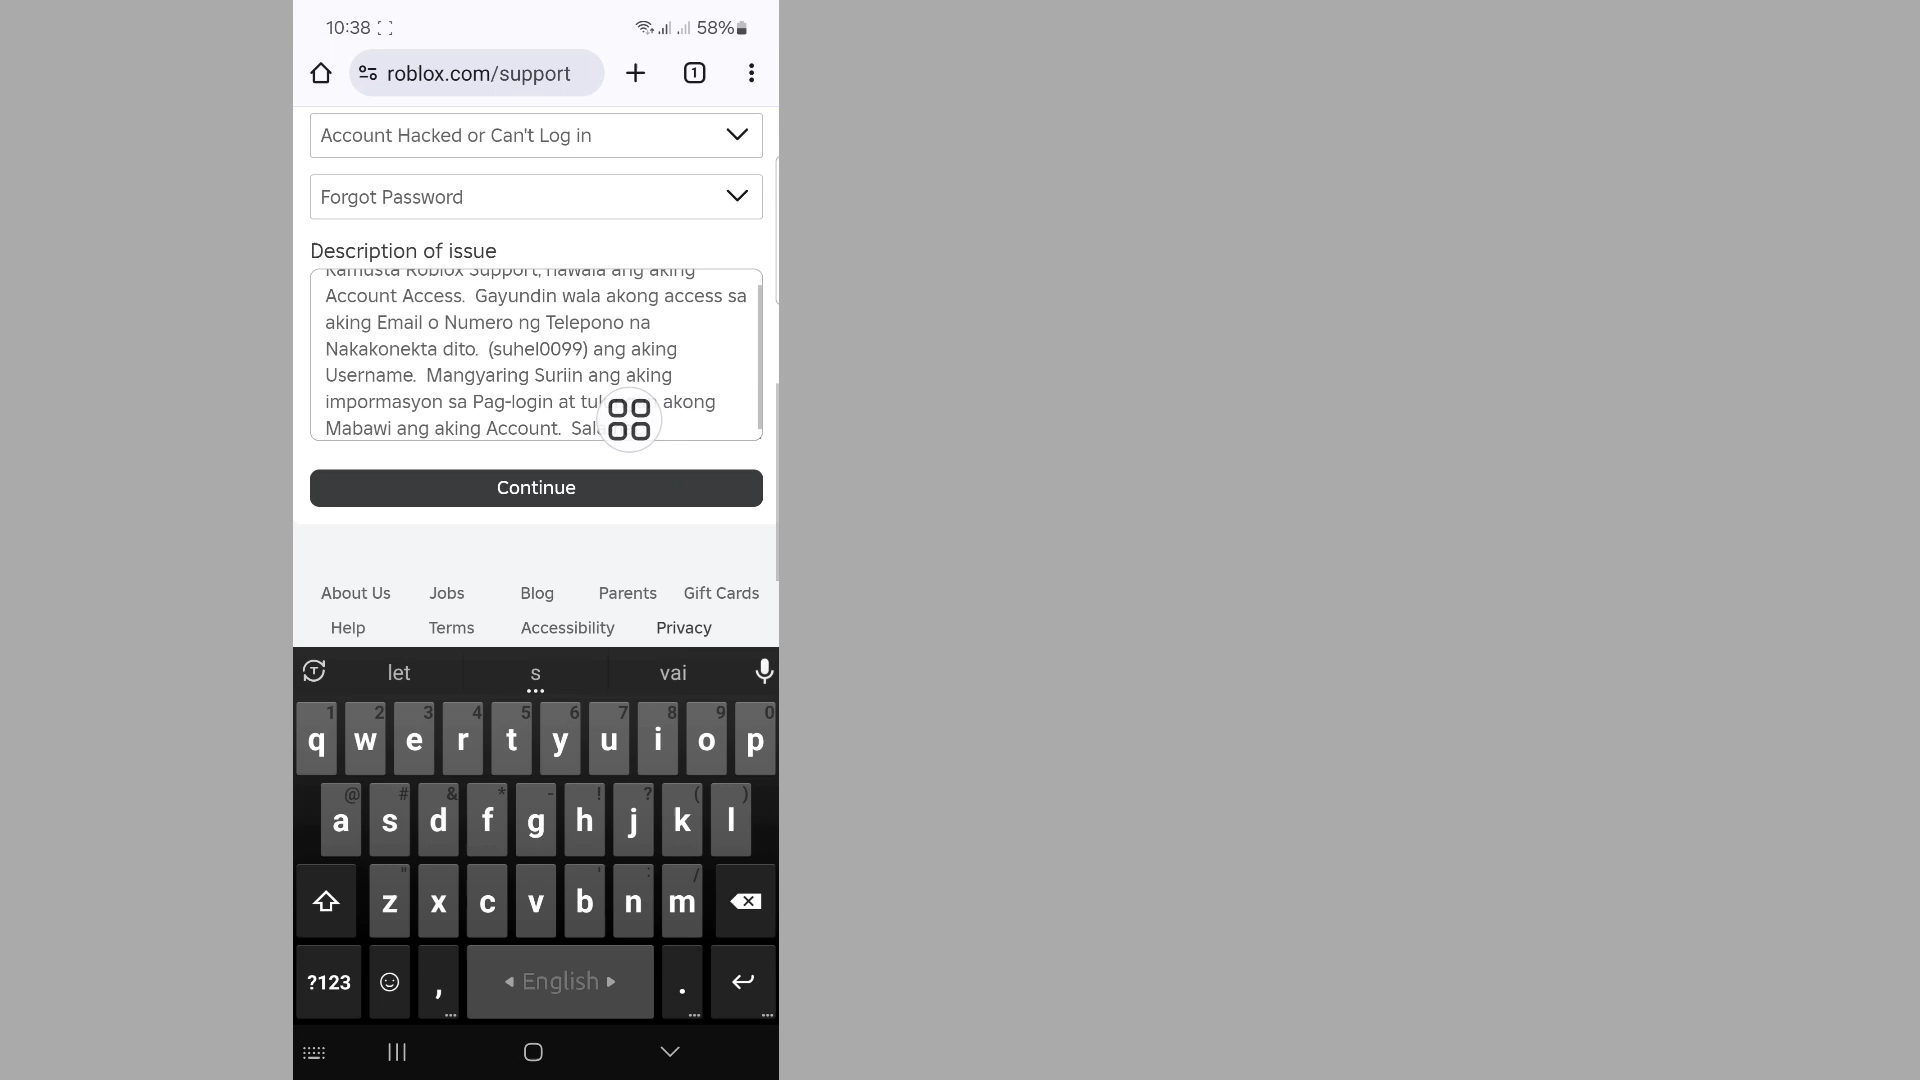 10:38
58%
roblox.com/support
1
Account Hacked or Can't Log in
Forgot Password
Description of issue
Kamusta Roblox Support, nawala ang aking
Account Access. Gayundin wala akong access sa
aking Email o Numero ng Telepono na
Nakakonekta dito. (suhel0099) ang aking
Username. Mangyaring Suriin ang aking
impormasyon sa Pag-login at akong
Mabawi ang aking Account.
Continue
About Us Jobs Blog Parents Gift Cards
Help Terms Accessibility Privacy
T let s vai
1 2 3 4 5 6 7 8 9 0
q w e r t y u i o p
@ # & * - ! ? ( )
a s d f g h j k l
" ' : /
z x c v b n m
?123 , English .